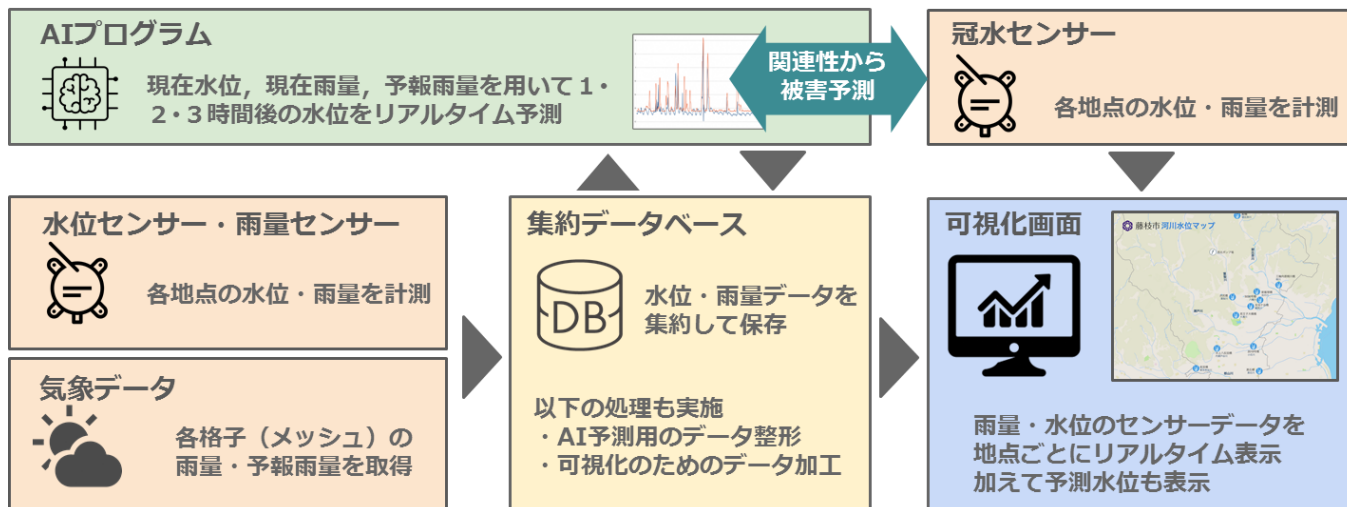 AIプログラム
現在水位，現在雨量，予報雨量を用いて１・
２・３時間後の水位をリアルタイム予測
関連性から
被害予測
冠水センサー
各地点の水位・雨量を計測
水位センサー・雨量センサー
各地点の水位・雨量を計測
気象データ
各格子（メッシュ）の
雨量・予報雨量を取得
集約データベース
DB
水位・雨量データを
集約して保存
以下の処理も実施
・AI予測用のデータ整形
・可視化のためのデータ加工
可視化画面
藤枝市 河川水位マップ
雨量・水位のセンサーデータを
地点ごとにリアルタイム表示
加えて予測水位も表示